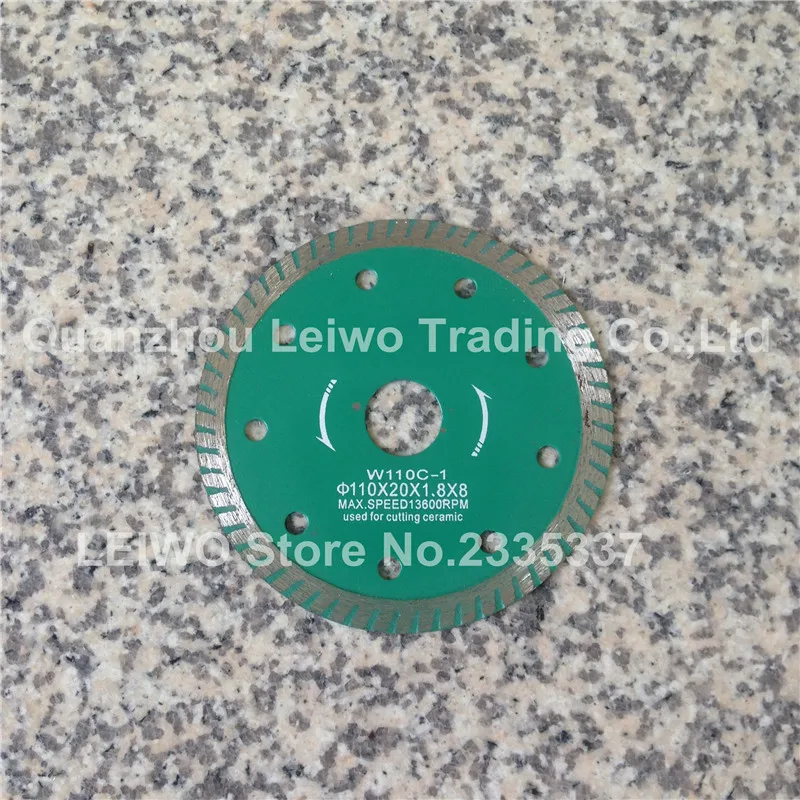 Quanzhou Leiwo Trading Co.,Ltd
W110C-1
Φ110X20X1.8X8
MAX.SPEED13600RPM
used for cutting ceramic
LEIWO Store No.2335337